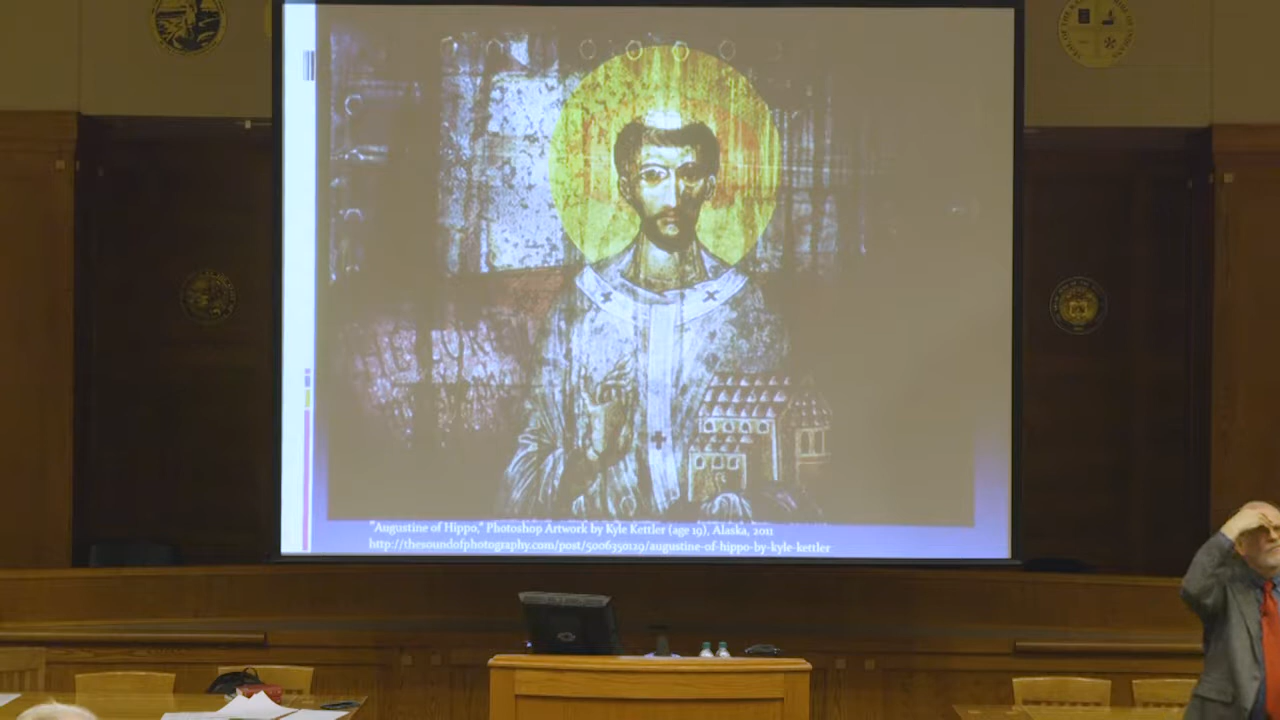 "Augustine of Hippo," Photoshop Artwork by Kyle Kettler (age 19), Alaska, 2011
http://thesoundofphotography.com/post/5006350129/augustine-of-hippo-by-kyle-kettler